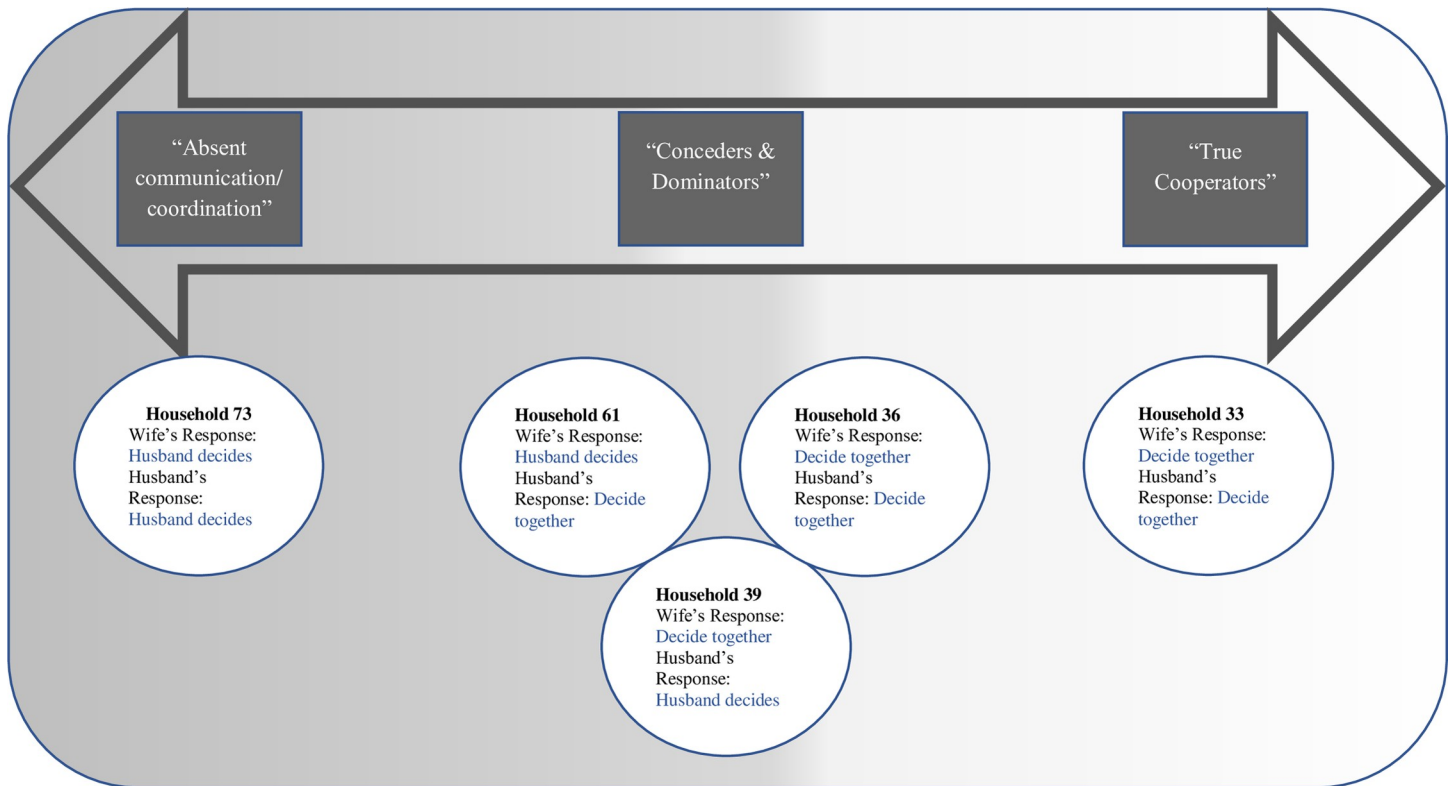 “Absent
communication/
coordination”
“Conceders &
Dominators”
“True
Cooperators”
Household 73
Wife’s Response:
Husband decides
Husband’s
Response:
Husband decides
Household 61
Wife’s Response:
Husband decides
Husband’s
Response: Decide
together
Household 36
Wife’s Response:
Decide together
Husband’s
Response: Decide
together
Household 33
Wife’s Response:
Decide together
Husband’s
Response: Decide
together
Household 39
Wife’s Response:
Decide together
Husband’s
Response:
Husband decides